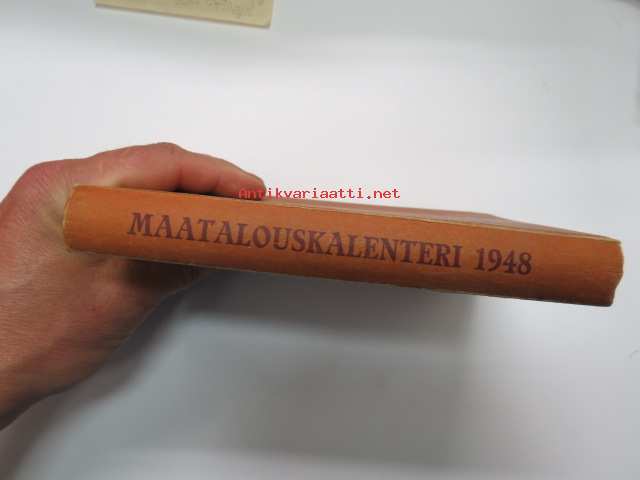 Antikvariaatti.net
MAATALOUSKALENTERI 1948